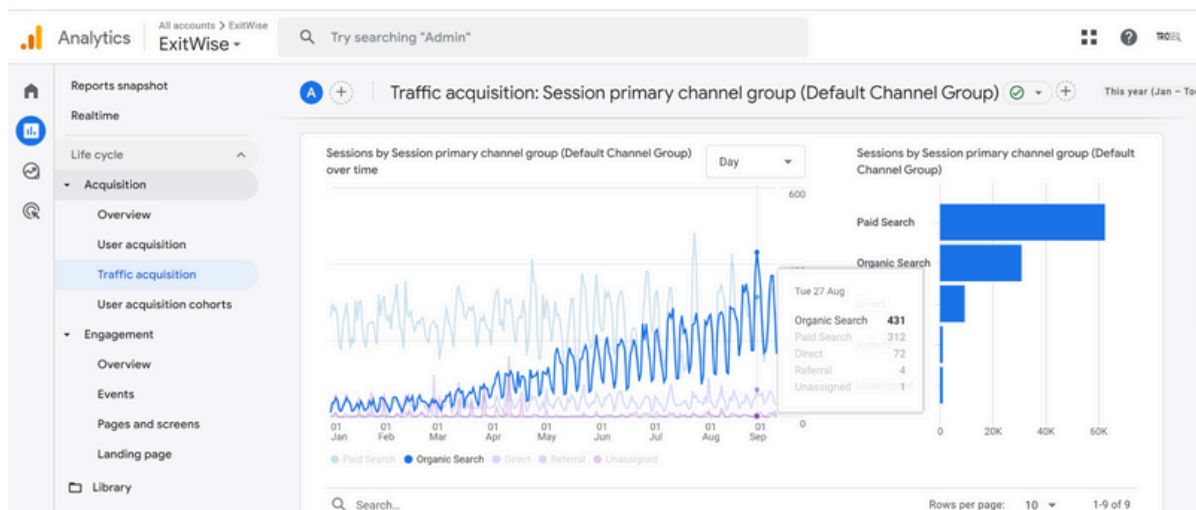 All accounts > ExitWise
Analytics
ExitWise
Try searching "Admin"
Reports snapshot
Realtime
Life cycle
Acquisition
Overview
User acquisition
Traffic acquisition
User acquisition cohorts
Engagement
Overview
Events
Pages and screens
Landing page
Library
A
Traffic acquisition: Session primary channel group (Default Channel Group)
This year (Jan – To
Sessions by Session primary channel group (Default Channel Group)
over time
Day
600
0
01 Jan
01 Feb
01 Mar
01 Apr
01 May
01 Jun
01 Jul
01 Aug
01 Sep
Paid Search
Organic Search
Direct
Referral
Unassigned
Tue 27 Aug
Organic Search 431
Paid Search 312
Direct 72
Referral 4
Unassigned 1
Sessions by Session primary channel group (Default
Channel Group)
Paid Search
Organic Search
0
20K
40K
60K
Search...
Rows per page: 10
1-9 of 9